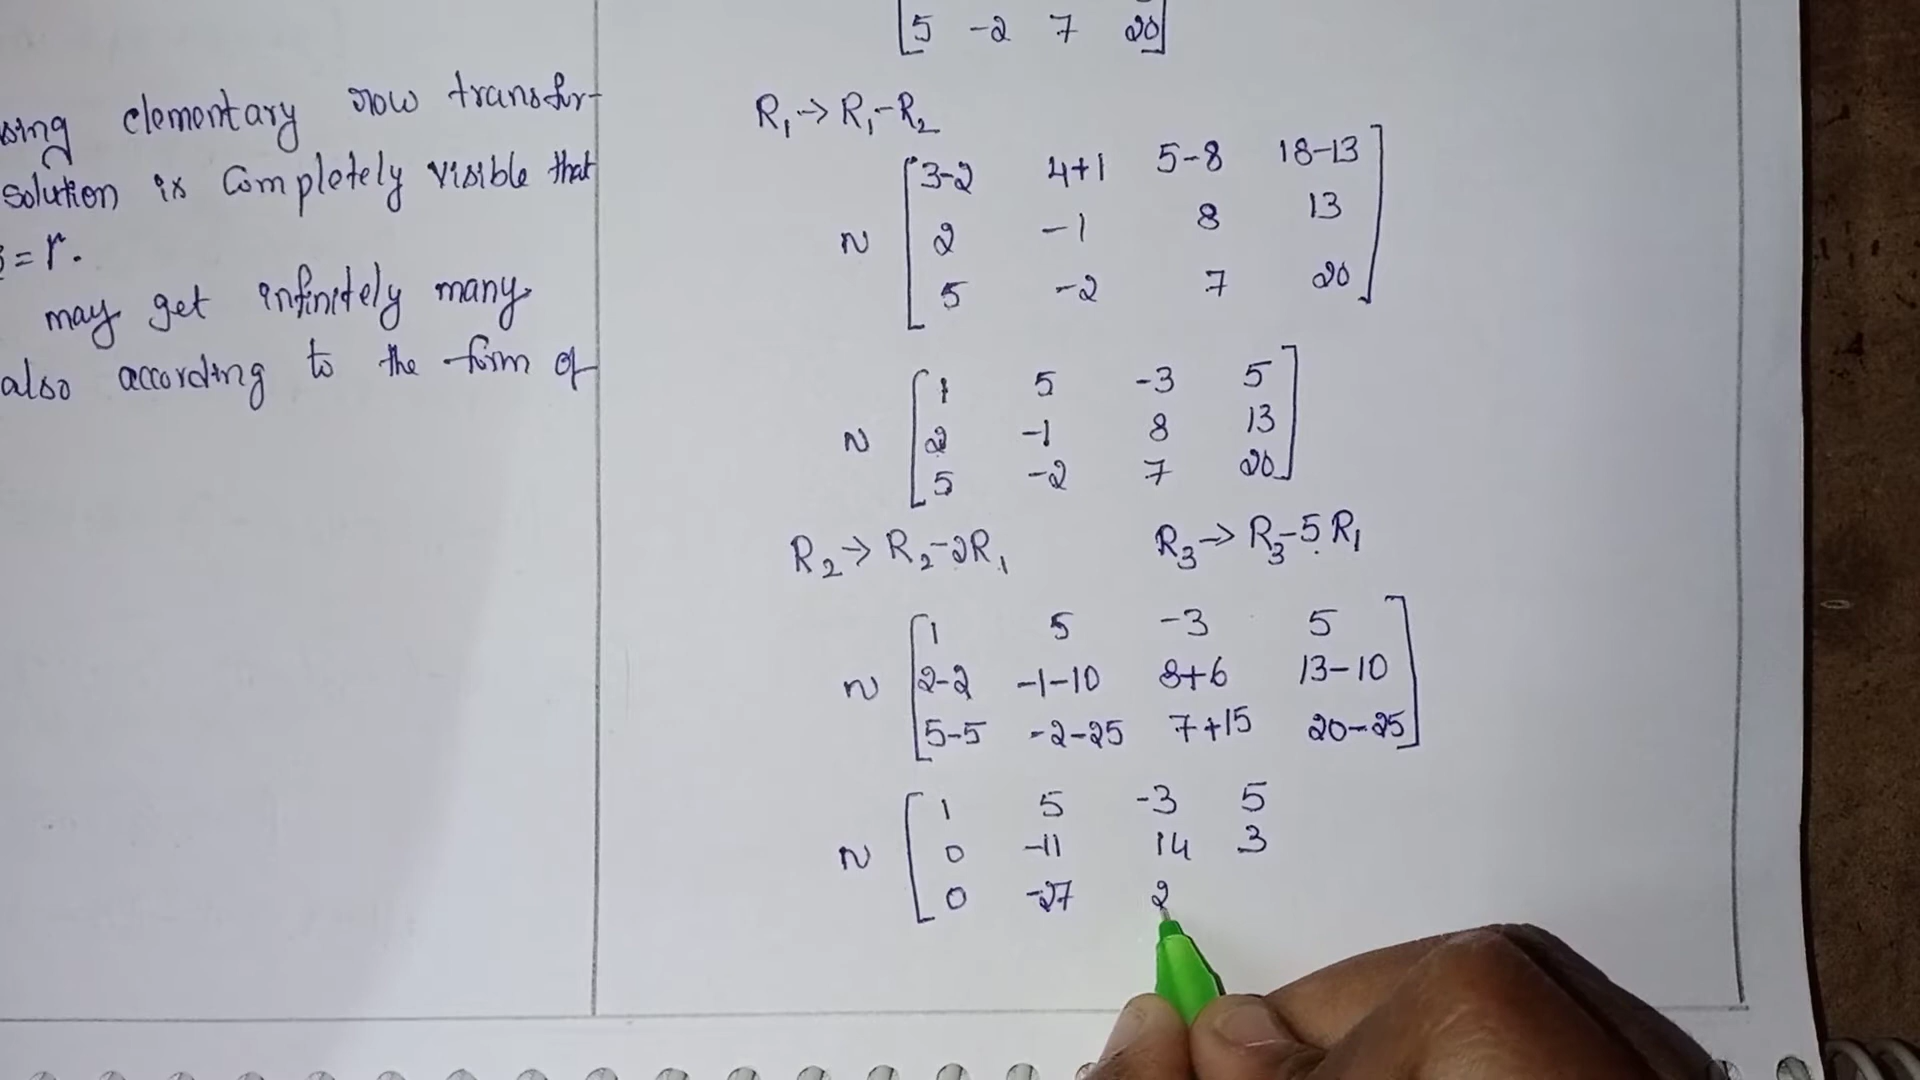 using elementary row transfor-
solution is completely visible that
= r.
may get infinitely many
also according to the form of
[5 -2 7 20]
R₁→R₁-R₂
[3-2 4+1 5-8 18-13]
~ [2 -1 8 13]
[5 -2 7 20]
[1 5 -3 5]
~ [2 -1 8 13]
[5 -2 7 20]
R₂→R₂-2R₁ R₃→R₃-5R₁
[1 5 -3 5]
~ [2-2 -1-10 8+6 13-10]
[5-5 -2-25 7+15 20-25]
[1 5 -3 5
~ [0 -11 14 3
[0 -27 2